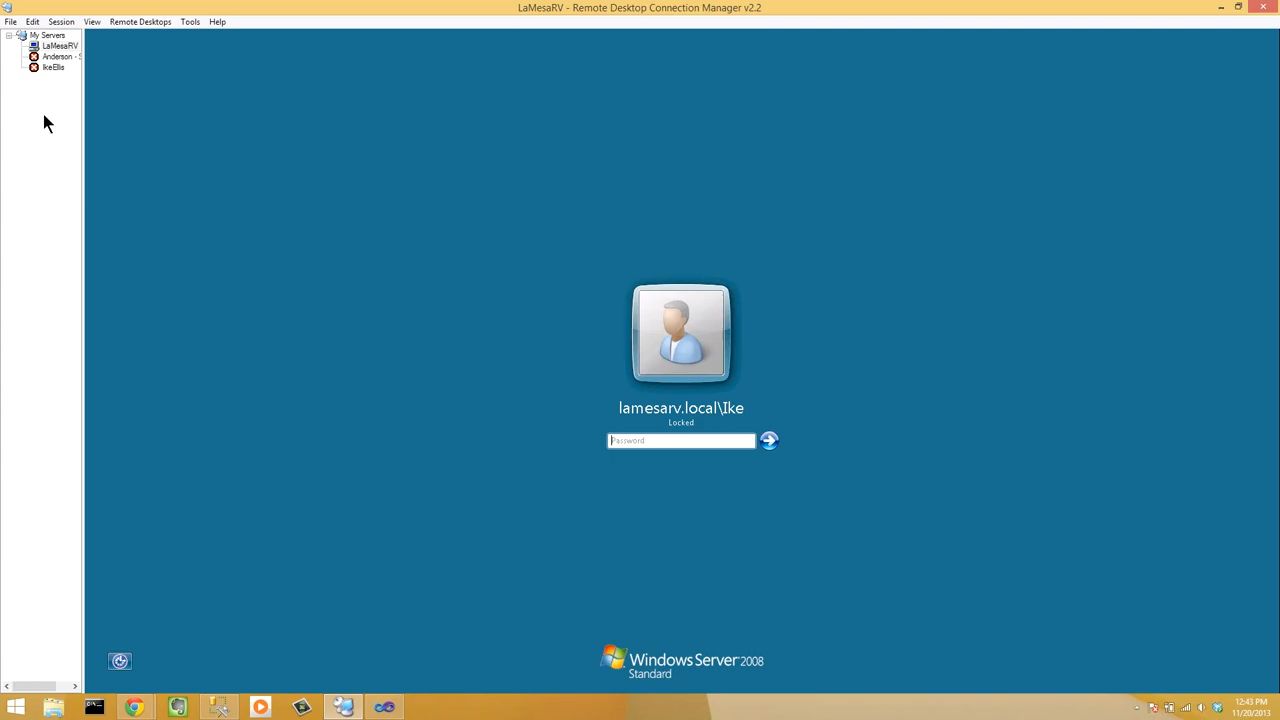 LaMesaRV - Remote Desktop Connection Manager v2.2
File Edit Session View Remote Desktops Tools Help
My Servers
LaMesaRV
Anderson -
IkeEllis
lamesarv.local\Ike
Locked
Password
Windows Server 2008
Standard
12:43 PM
11/20/2013